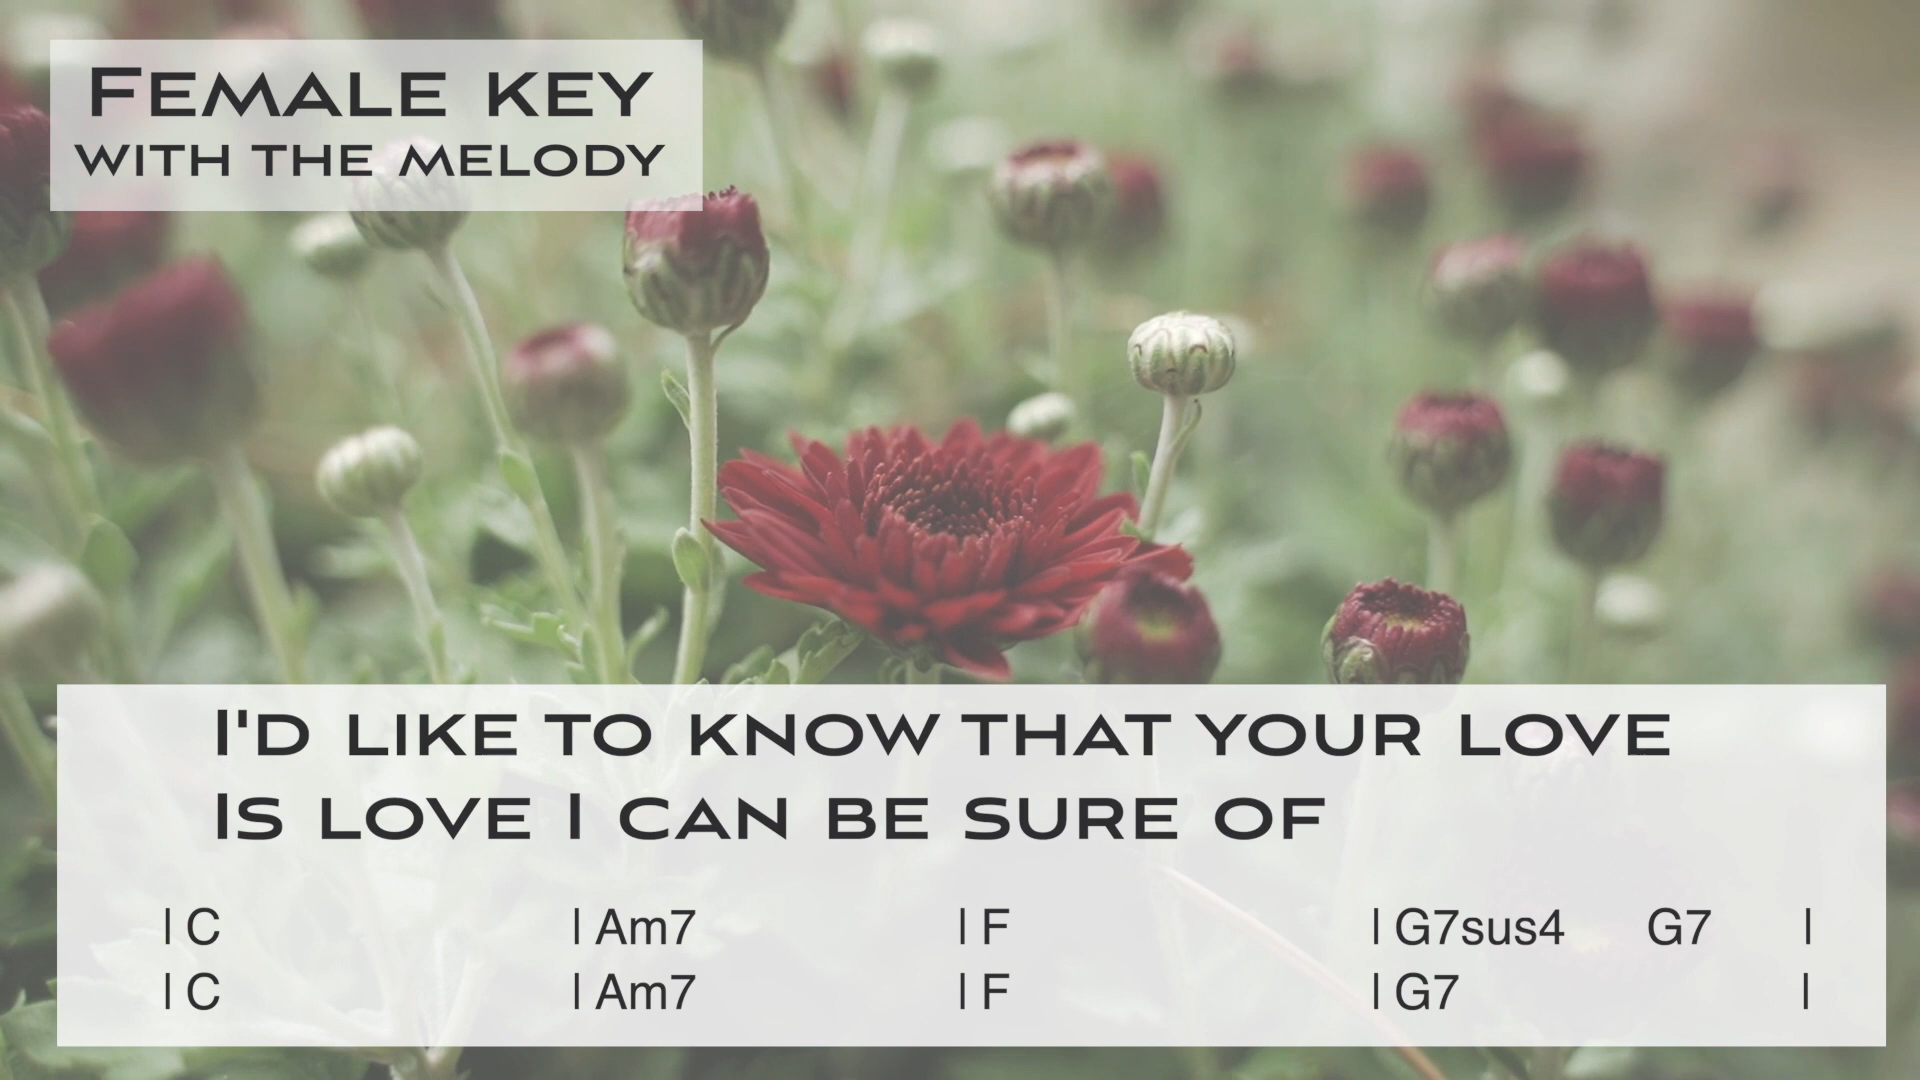 Female key
with the melody
I'd like to know that your love
Is love I can be sure of
| C | Am7 | F | G7sus4 G7 |
| C | Am7 | F | G7 |